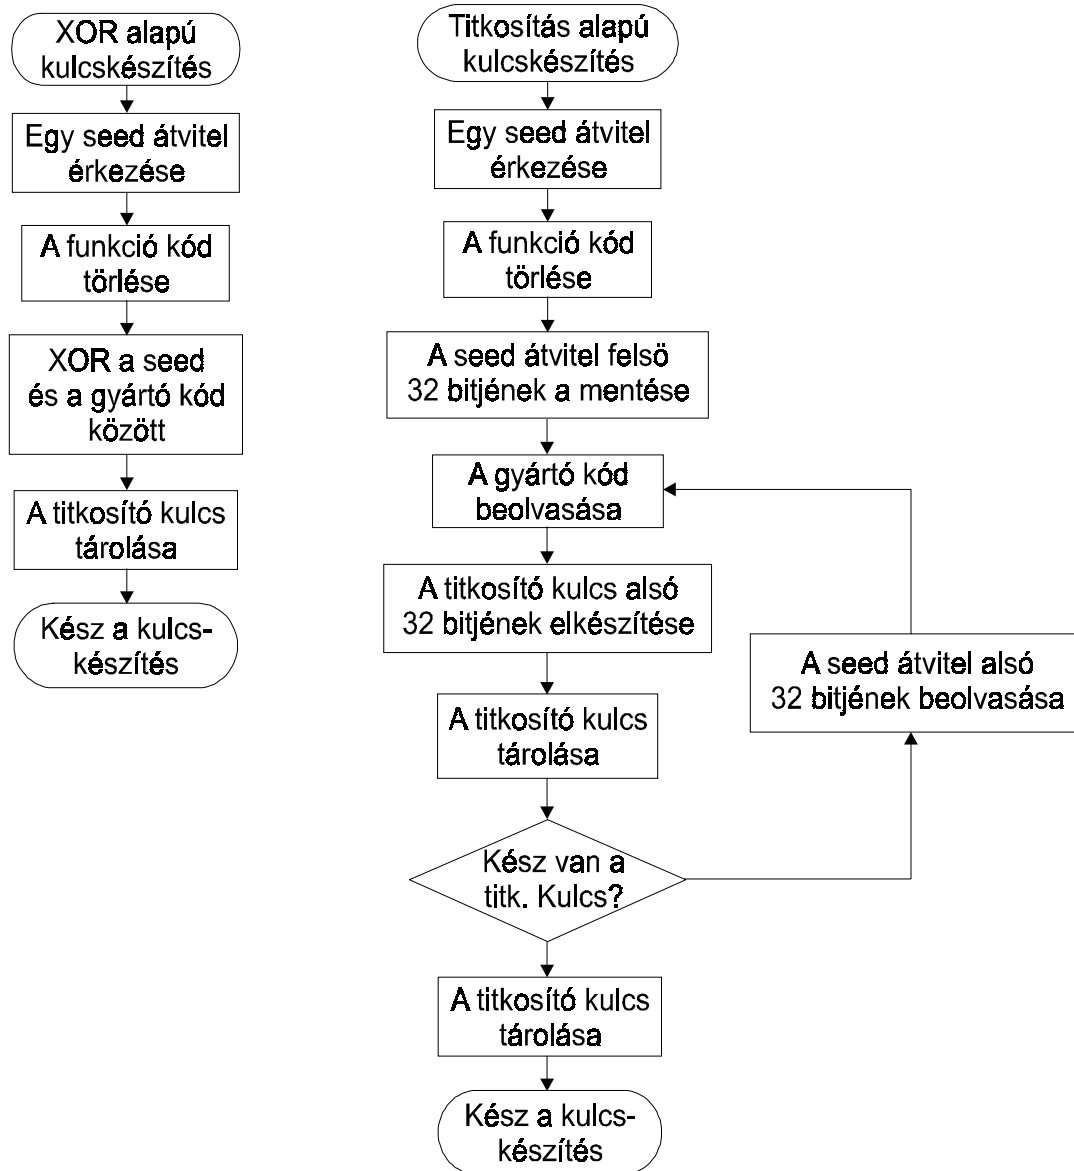 XOR alapú
kulcskészítés
Egy seed átvitel
érkezése
A funkció kód
törlése
XOR a seed
és a gyártó kód
között
A titkosító kulcs
tárolása
Kész a kulcs-
készítés
Titkosítás alapú
kulcskészítés
Egy seed átvitel
érkezése
A funkció kód
törlése
A seed átvitel felsö
32 bitjének a mentése
A gyártó kód
beolvasása
A titkosító kulcs alsó
32 bitjének elkészítése
A titkosító kulcs
tárolása
Kész van a
titk. Kulcs?
A seed átvitel alsó
32 bitjének beolvasása
A titkosító kulcs
tárolása
Kész a kulcs-
készítés